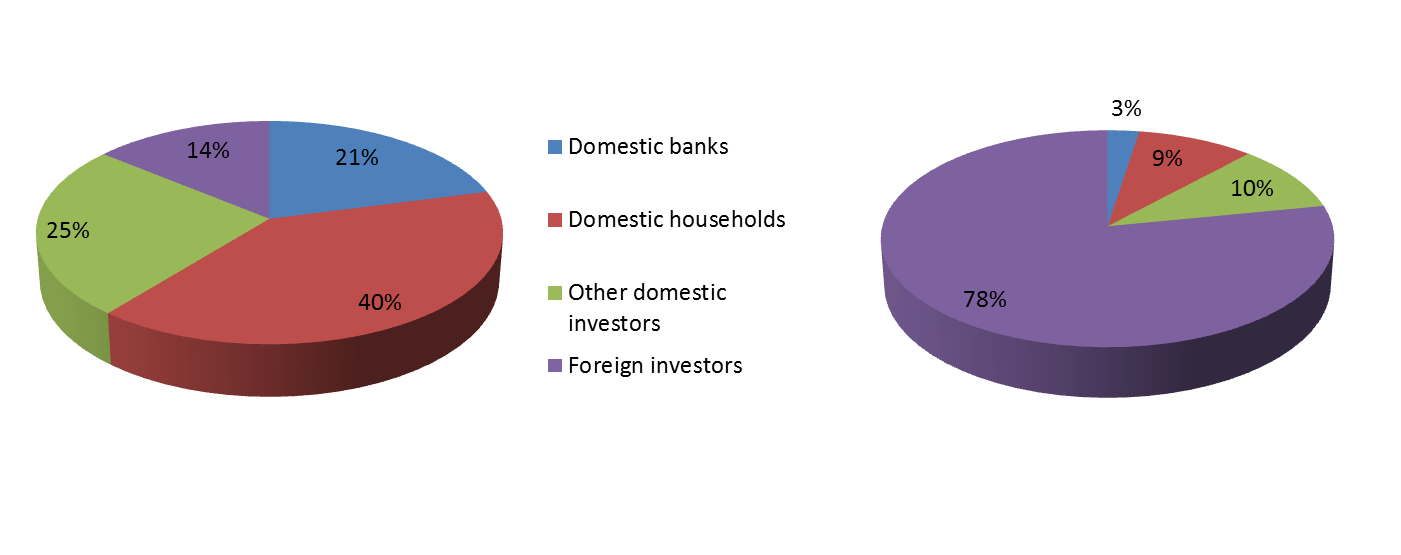 14%
21%
25%
40%
Domestic banks
Domestic households
Other domestic
investors
Foreign investors
3%
9%
10%
78%